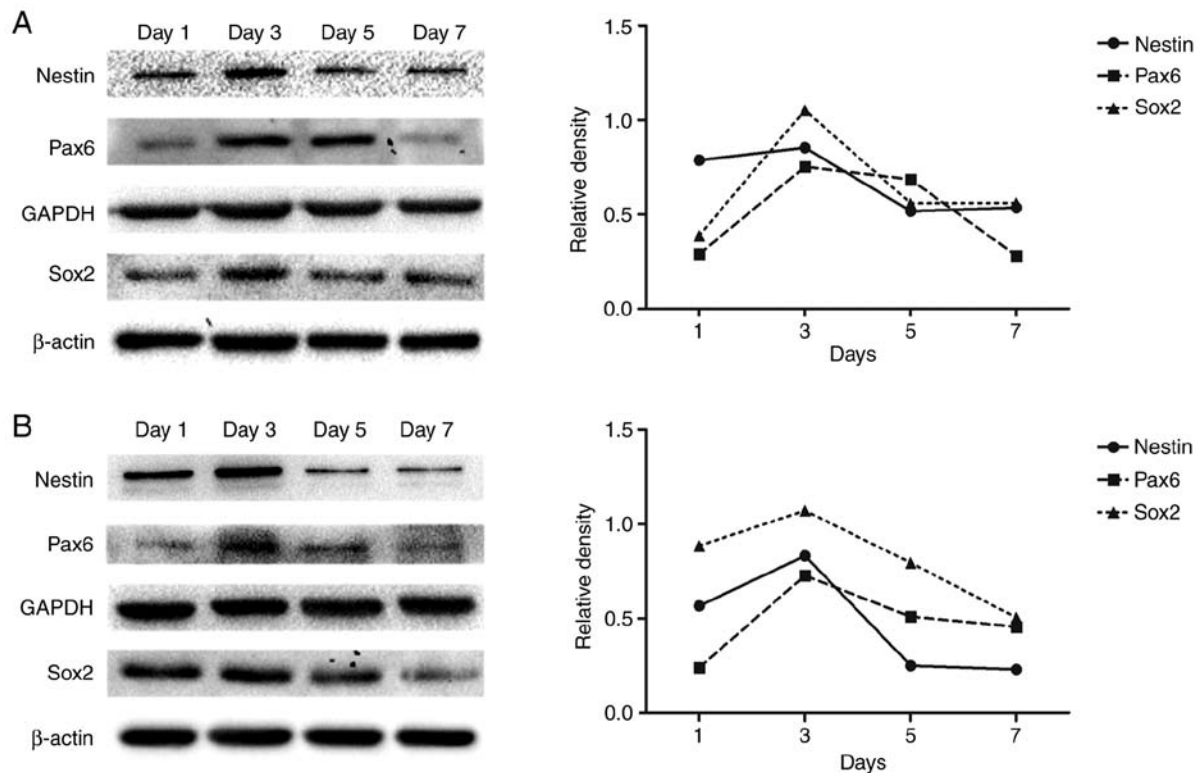 A
Day 1 Day 3 Day 5 Day 7
Nestin
Pax6
GAPDH
Sox2
β-actin
1.5
1.0
0.5
0.0
Relative density
1 3 5 7
Days
Nestin
Pax6
Sox2
B
Day 1 Day 3 Day 5 Day 7
Nestin
Pax6
GAPDH
Sox2
β-actin
1.5
1.0
0.5
0.0
Relative density
1 3 5 7
Days
Nestin
Pax6
Sox2